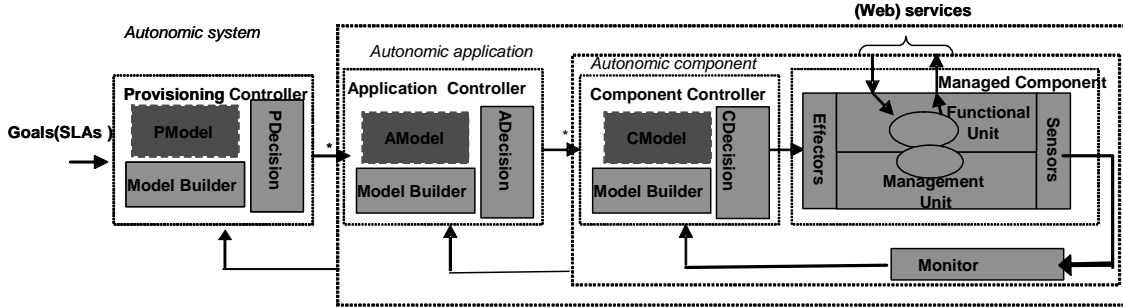 (Web) services
Autonomic system
Autonomic application
Autonomic component
Goals(SLAs )
Provisioning Controller
PModel
Model Builder
PDecision
*
Application Controller
AModel
Model Builder
ADecision
*
Component Controller
CModel
Model Builder
CDecision
Managed Component
Effectors
Functional
Unit
Management
Unit
Sensors
Monitor